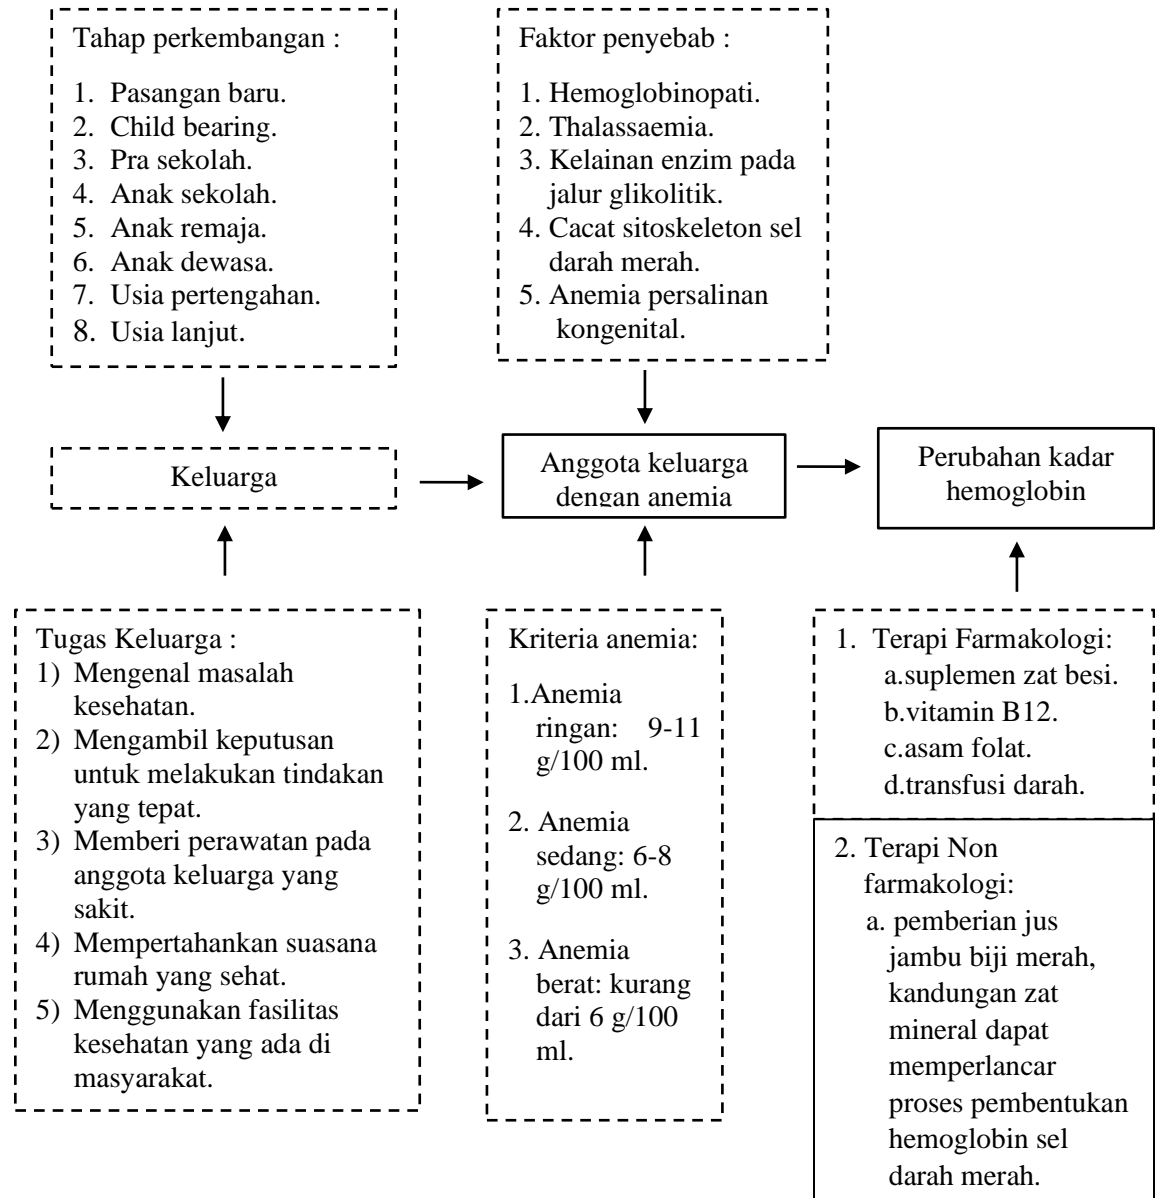 Tahap perkembangan :
1. Pasangan baru.
2. Child bearing.
3. Pra sekolah.
4. Anak sekolah.
5. Anak remaja.
6. Anak dewasa.
7. Usia pertengahan.
8. Usia lanjut.
Faktor penyebab :
1. Hemoglobinopati.
2. Thalassaemia.
3. Kelainan enzim pada
jalur glikolitik.
4. Cacat sitoskeleton sel
darah merah.
5. Anemia persalinan
kongenital.
Keluarga
Anggota keluarga
dengan anemia
Perubahan kadar
hemoglobin
Tugas Keluarga :
1) Mengenal masalah
kesehatan.
2) Mengambil keputusan
untuk melakukan tindakan
yang tepat.
3) Memberi perawatan pada
anggota keluarga yang
sakit.
4) Mempertahankan suasana
rumah yang sehat.
5) Menggunakan fasilitas
kesehatan yang ada di
masyarakat.
Kriteria anemia:
1.Anemia
ringan: 9-11
g/100 ml.
2. Anemia
sedang: 6-8
g/100 ml.
3. Anemia
berat: kurang
dari 6 g/100
ml.
1. Terapi Farmakologi:
a.suplemen zat besi.
b.vitamin B12.
c.asam folat.
d.transfusi darah.
2. Terapi Non
farmakologi:
a. pemberian jus
jambu biji merah,
kandungan zat
mineral dapat
memperlancar
proses pembentukan
hemoglobin sel
darah merah.